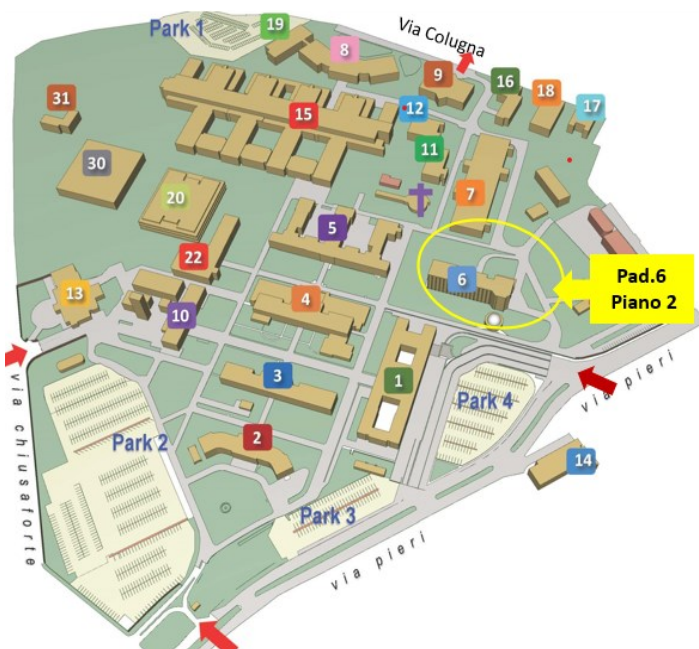 19
Park 1
8
Via Colugna
9
16
18
17
31
15
12
11
30
20
7
5
22
6
Pad.6
Piano 2
13
10
4
3
1
Park 4
via pieri
via chiusaforte
Park 2
2
14
Park 3
via pieri